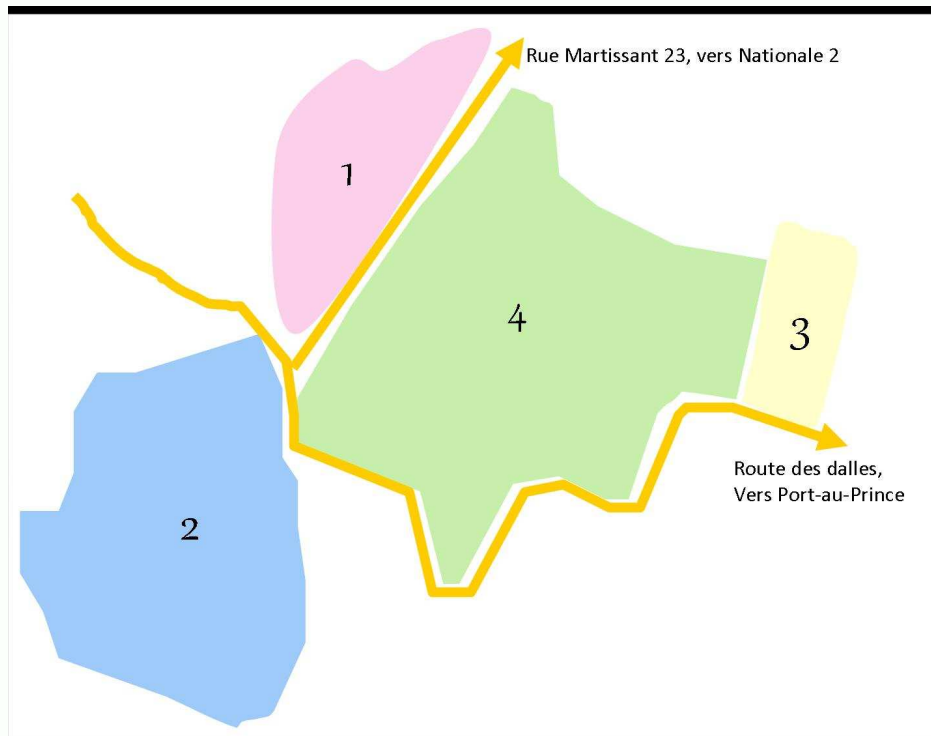 Rue Martissant 23, vers Nationale 2
1
4
3
Route des dalles,
Vers Port-au-Prince
2